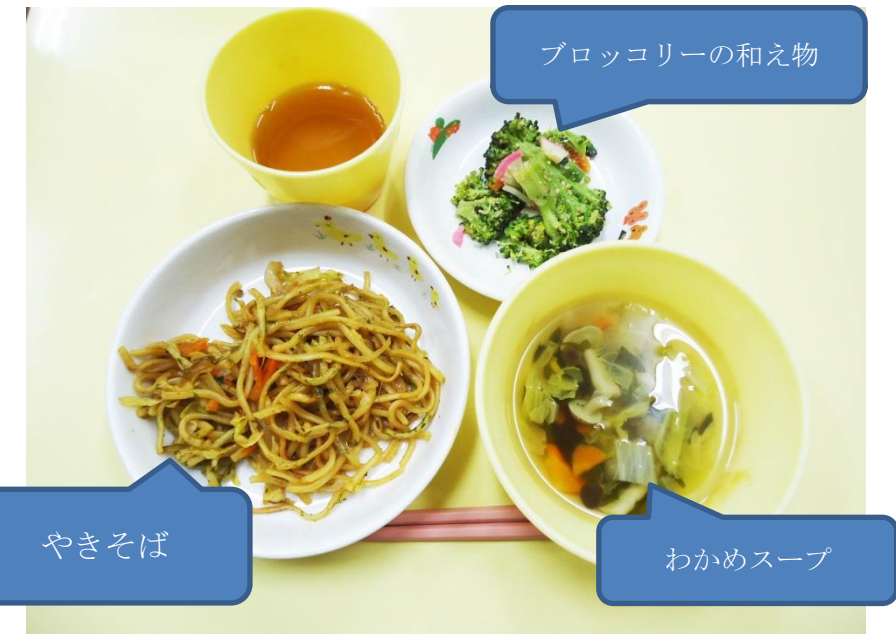 ブロッコリーの和え物
やきそば
わかめスープ